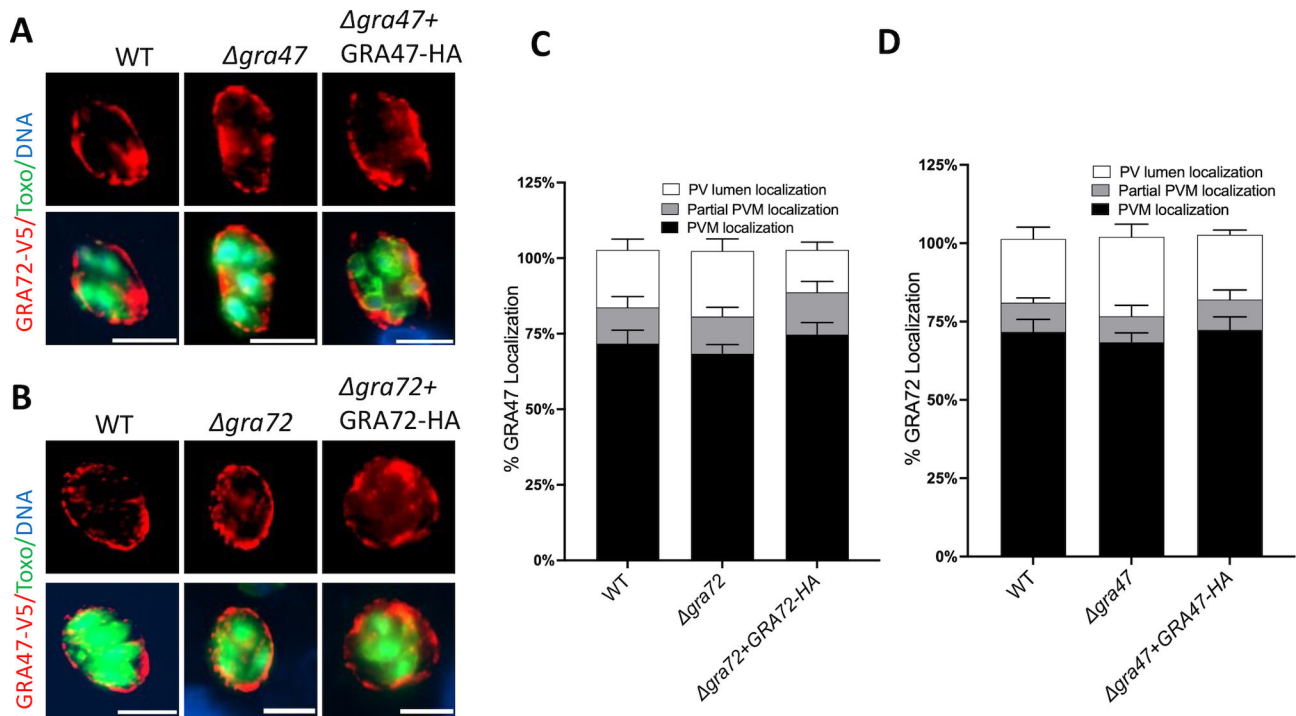 A
WT
Δgra47
Δgra47+
GRA47-HA
GRA72-V5/Toxo/DNA
B
WT
Δgra72
Δgra72+
GRA72-HA
GRA47-V5/Toxo/DNA
C
PV lumen localization
Partial PVM localization
PVM localization
% GRA47 Localization
125%
100%
75%
50%
25%
0%
WT
Δgra72
Δgra72+GRA72-HA
D
PV lumen localization
Partial PVM localization
PVM localization
% GRA72 Localization
125%
100%
75%
50%
25%
0%
WT
Δgra47
Δgra47+GRA47-HA